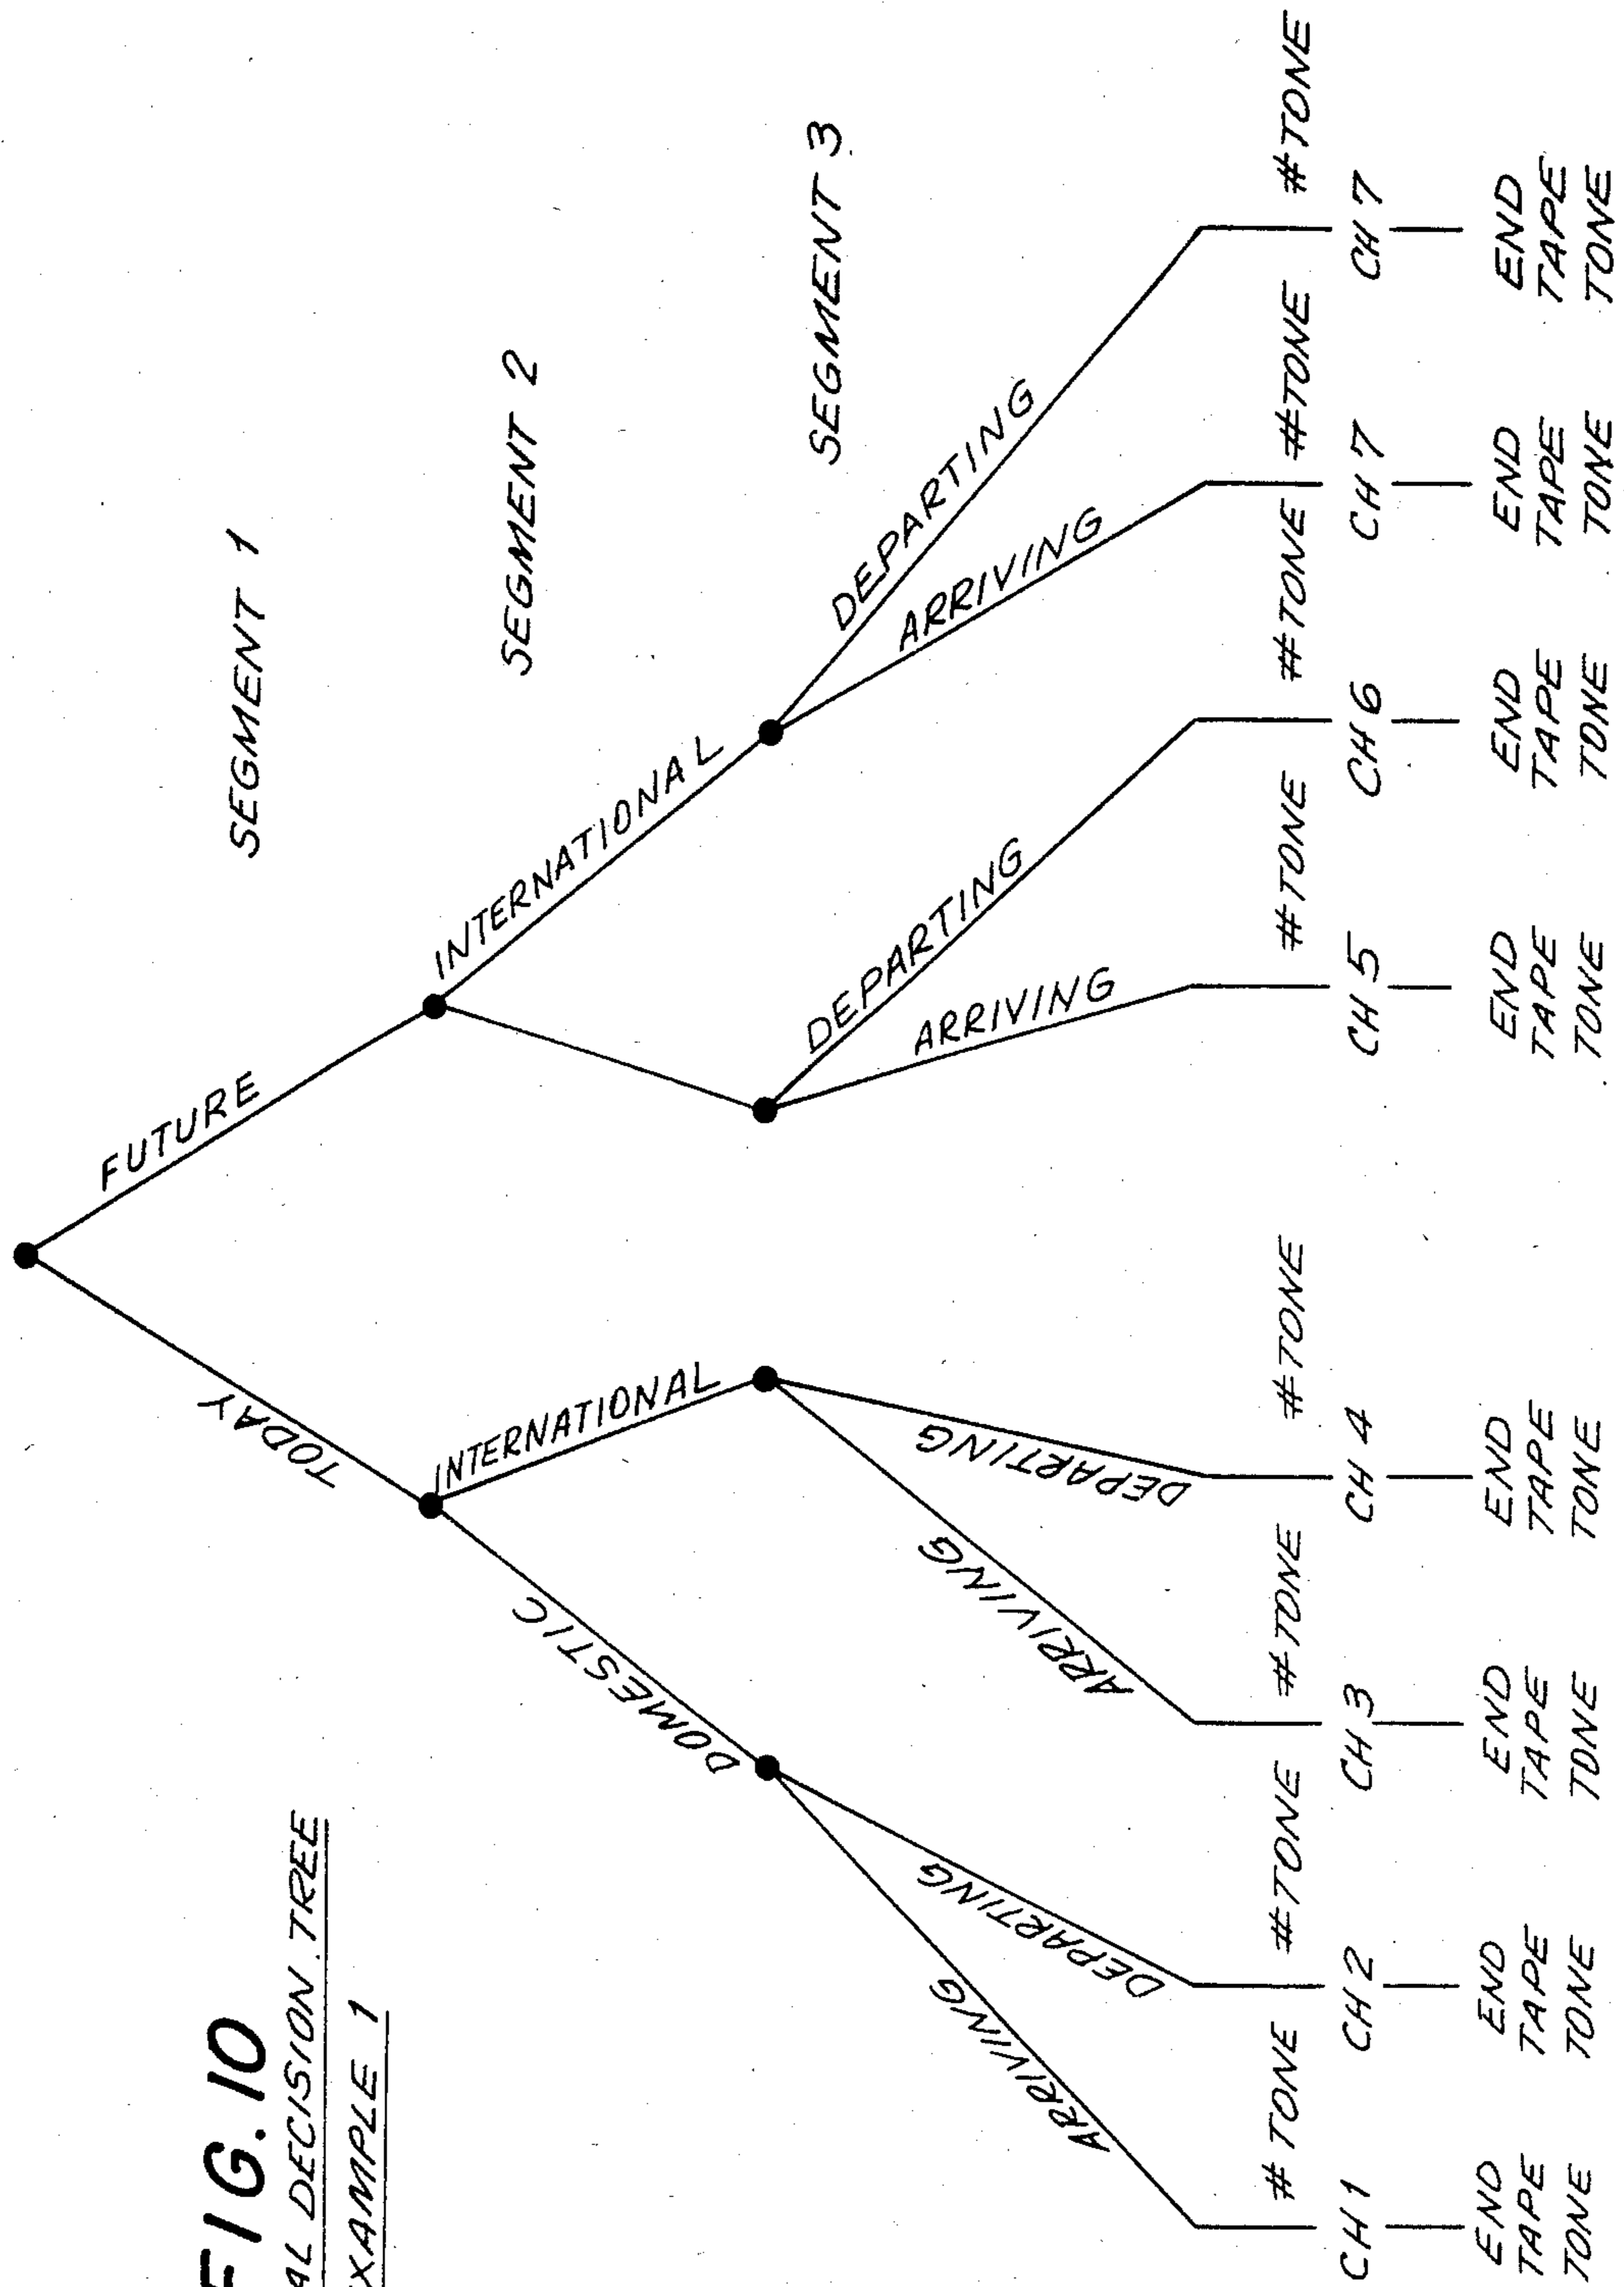 FIG. 10
AL DECISION TREE
XAMPLE 1
TODAY
FUTURE
SEGMENT 1
DOMESTIC
INTERNATIONAL
INTERNATIONAL
SEGMENT 2
ARRIVING
DEPARTING
ARRIVING
DEPARTING
ARRIVING
DEPARTING
ARRIVING
DEPARTING
SEGMENT 3
# TONE
# TONE
# TONE
# TONE
# TONE
# TONE
# TONE
# TONE
CH 1
CH 2
CH 3
CH 4
CH 5
CH 6
CH 7
CH 7
END
TAPE
TONE
END
TAPE
TONE
END
TAPE
TONE
END
TAPE
TONE
END
TAPE
TONE
END
TAPE
TONE
END
TAPE
TONE
END
TAPE
TONE